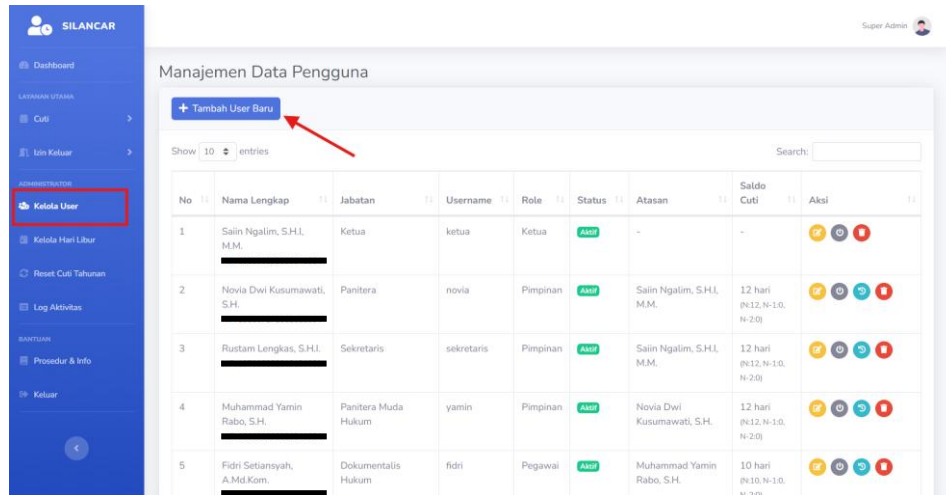 SILANCAR
Super Admin
Dashboard
LAYANAN UTAMA
Cuti
Izin Keluar
ADMINISTRATOR
Kelola User
Kelola Hari Libur
Reset Cuti Tahunan
Log Aktivitas
BANTUAN
Prosedur & Info
Keluar
Manajemen Data Pengguna
+ Tambah User Baru
Show 10 entries
Search:
No Nama Lengkap Jabatan Username Role Status Atasan Saldo Cuti Aksi
1 Saiin Ngalim, S.H.I, Ketua ketua Ketua Aktif - -
M.M.
2 Novia Dwi Kusumawati, Panitera novia Pimpinan Aktif Saiin Ngalim, S.H.I, 12 hari
S.H. M.M. (N:12, N-1:0,
N-2:0)
3 Rustam Lengkas, S.H.I. Sekretaris sekretaris Pimpinan Aktif Saiin Ngalim, S.H.I, 12 hari
M.M. (N:12, N-1:0,
N-2:0)
4 Muhammad Yamin Panitera Muda yamin Pimpinan Aktif Novia Dwi 12 hari
Rabo, S.H. Hukum Kusumawati, S.H. (N:12, N-1:0,
N-2:0)
5 Fidri Setiansyah, Dokumentalis fidri Pegawai Aktif Muhammad Yamin 10 hari
A.Md.Kom. Hukum Rabo, S.H. (N:10, N-1:0,
N-2:0)